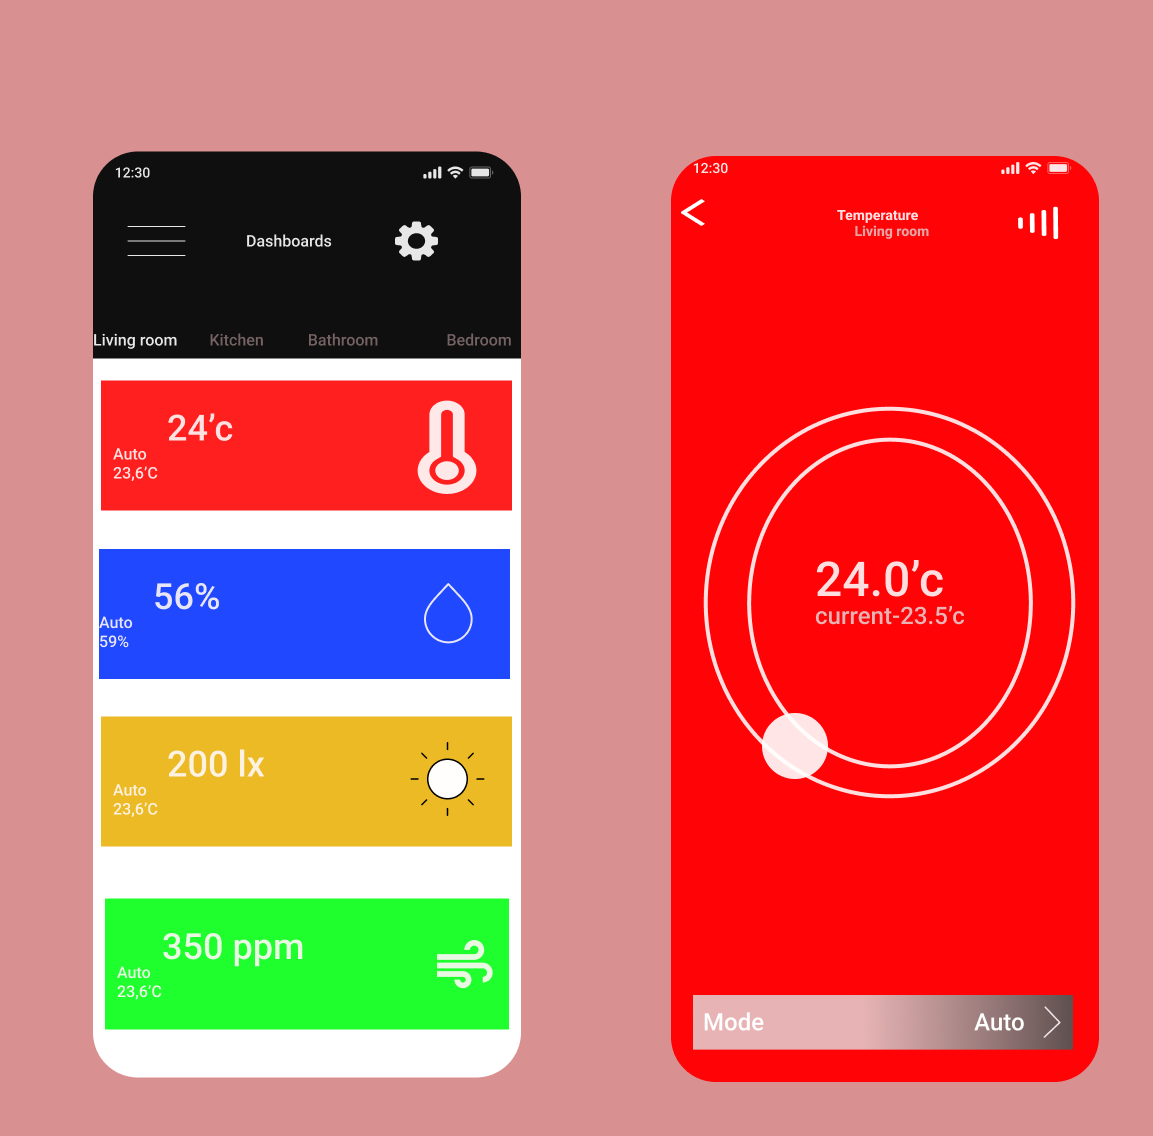 12:30
Dashboards
Living room Kitchen Bathroom Bedroom
24’c
Auto
23,6’C
56%
Auto
59%
200 lx
Auto
23,6’C
350 ppm
Auto
23,6’C
12:30
Temperature
Living room
24.0’c
current-23.5’c
Mode Auto